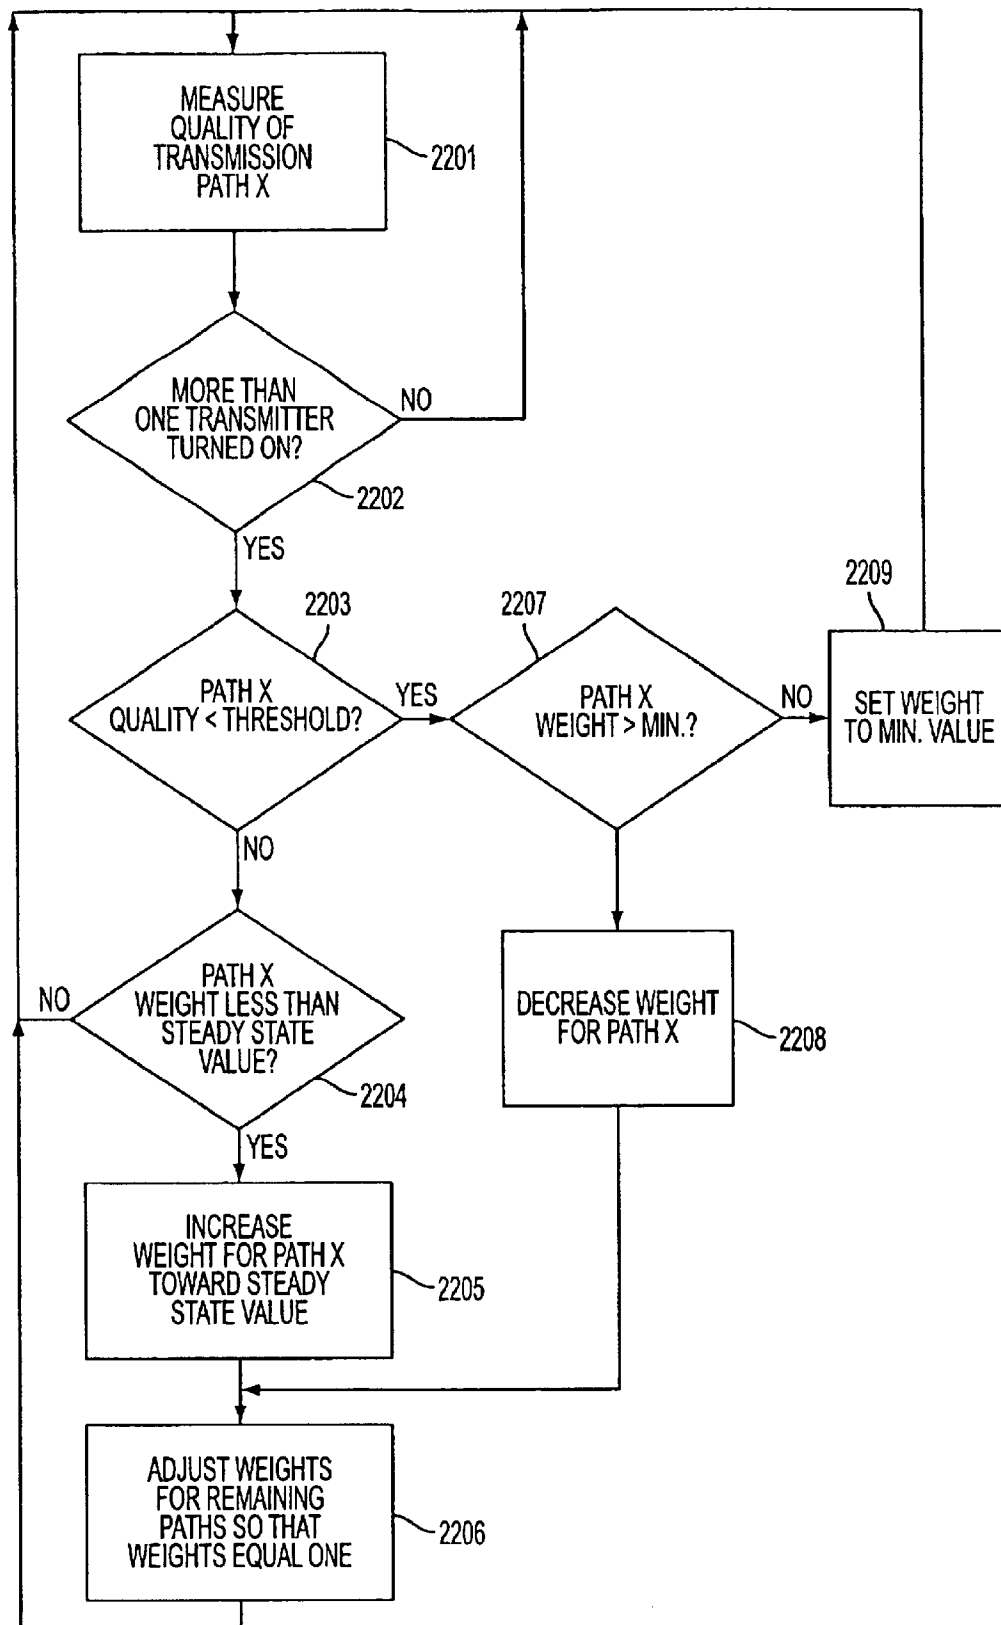 MEASURE
QUALITY OF
TRANSMISSION
PATH X
2201
MORE THAN
ONE TRANSMITTER
TURNED ON?
NO
2202
YES
2203
PATH X
QUALITY < THRESHOLD?
YES
2207
PATH X
WEIGHT > MIN.?
NO
2209
SET WEIGHT
TO MIN. VALUE
NO
PATH X
WEIGHT LESS THAN
STEADY STATE
VALUE?
NO
2204
DECREASE WEIGHT
FOR PATH X
2208
YES
INCREASE
WEIGHT FOR PATH X
TOWARD STEADY
STATE VALUE
2205
ADJUST WEIGHTS
FOR REMAINING
PATHS SO THAT
WEIGHTS EQUAL ONE
2206